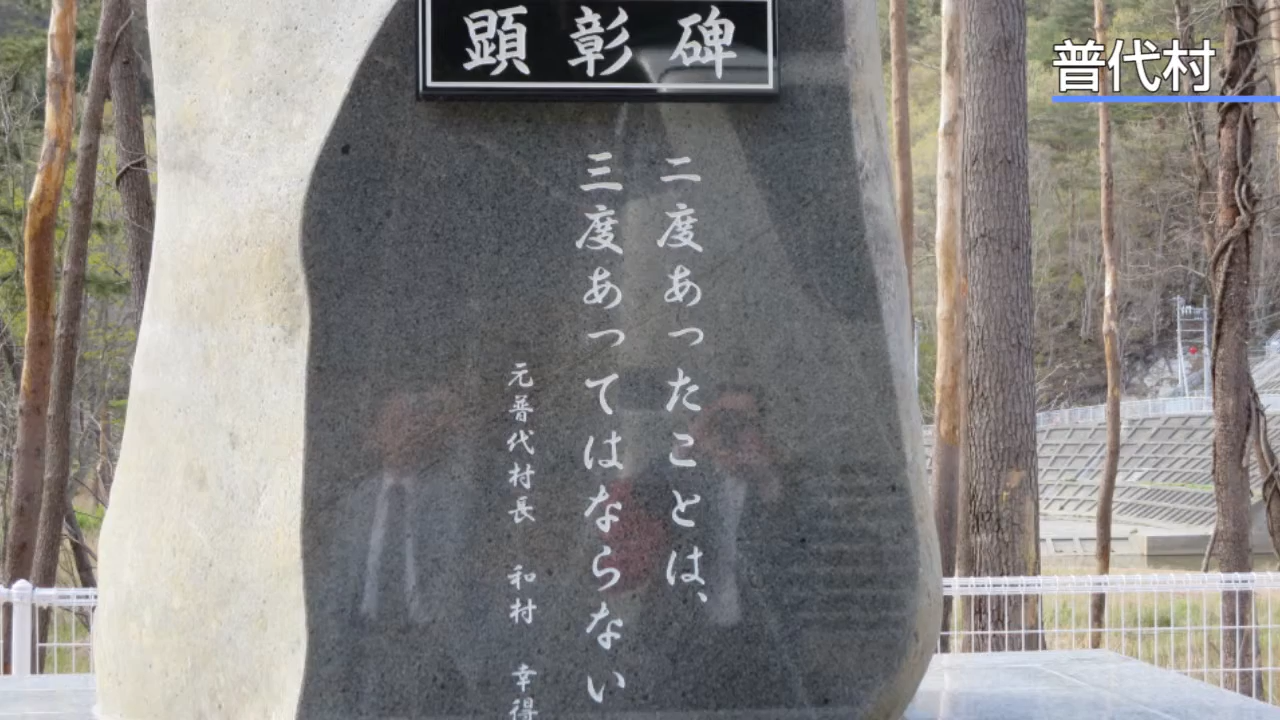 顕彰碑
普代村
二度あったことは、
三度あってはならない
元普代村長 和村 幸得